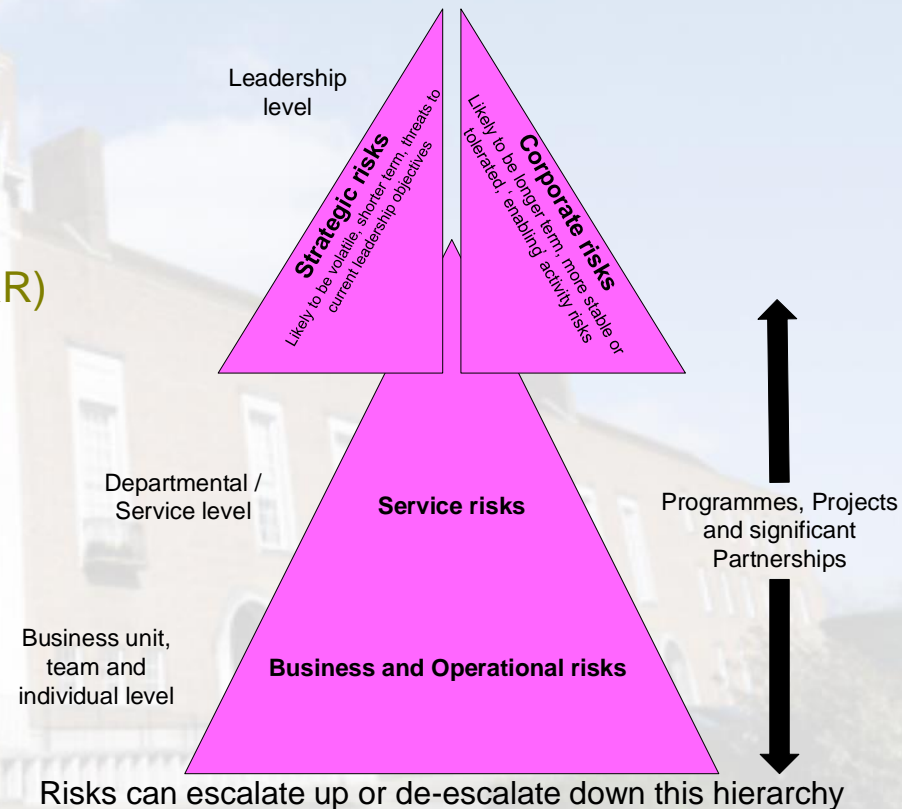 Leadership
level
Strategic risks
Likely to be volatile, shorter term, threats to
current leadership objectives
Corporate risks
Likely to be longer term, more stable or
tolerated, ‘enabling’ activity risks
R)
Departmental /
Service level
Service risks
Programmes, Projects
and significant
Partnerships
Business unit,
team and
individual level
Business and Operational risks
Risks can escalate up or de-escalate down this hierarchy